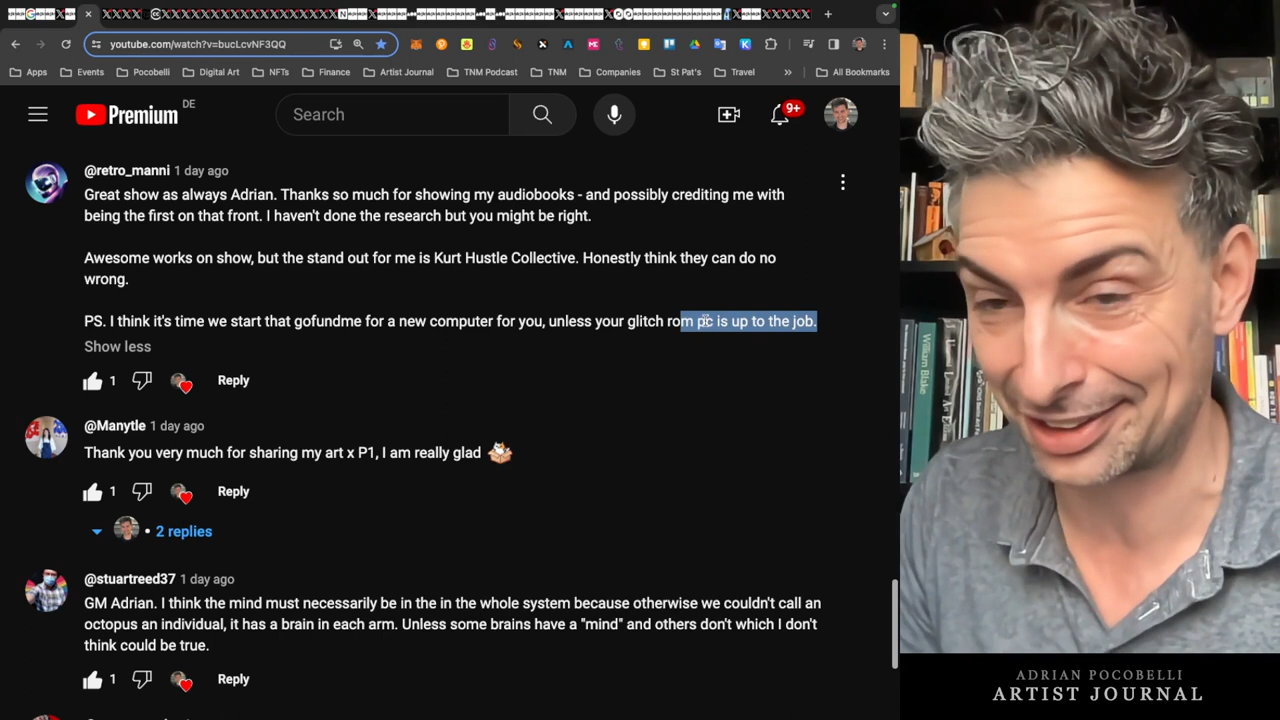 youtube.com/watch?v=bucLcvNF3QQ
Apps Events Pocobelli Digital Art NFTs Finance Artist Journal TNM Podcast TNM Companies St Pat's Travel » All Bookmarks
Premium DE
Search
9+
@retro_manni 1 day ago
Great show as always Adrian. Thanks so much for showing my audiobooks - and possibly crediting me with
being the first on that front. I haven't done the research but you might be right.
Awesome works on show, but the stand out for me is Kurt Hustle Collective. Honestly think they can do no
wrong.
PS. I think it's time we start that gofundme for a new computer for you, unless your glitch rom pc is up to the job.
Show less
1 Reply
@Manytle 1 day ago
Thank you very much for sharing my art x P1, I am really glad
1 Reply
• 2 replies
@stuartreed37 1 day ago
GM Adrian. I think the mind must necessarily be in the in the whole system because otherwise we couldn't call an
octopus an individual, it has a brain in each arm. Unless some brains have a "mind" and others don't which I don't
think could be true.
1 Reply
William Blake
ADRIAN POCOBELLI
ARTIST JOURNAL